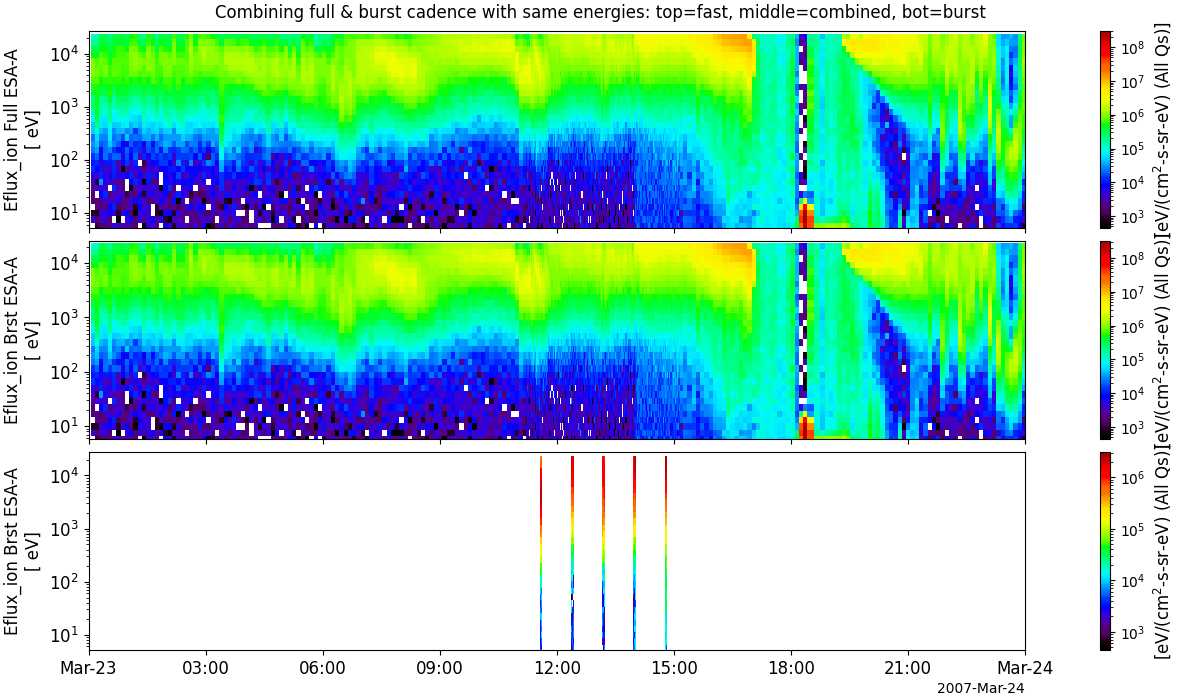 Combining full & burst cadence with same energies: top=fast, middle=combined, bot=burst
Eflux_ion Full ESA-A
[ eV]
10⁴
10³
10²
10¹
10⁸
10⁷
10⁶
10⁵
10⁴
10³
[eV/(cm²-s-sr-eV) (All Qs)]
Eflux_ion Brst ESA-A
[ eV]
10⁴
10³
10²
10¹
10⁸
10⁷
10⁶
10⁵
10⁴
10³
[eV/(cm²-s-sr-eV) (All Qs)]
Eflux_ion Brst ESA-A
[ eV]
10⁴
10³
10²
10¹
10⁶
10⁵
10⁴
10³
[eV/(cm²-s-sr-eV) (All Qs)]
Mar-23 03:00 06:00 09:00 12:00 15:00 18:00 21:00 Mar-24
2007-Mar-24